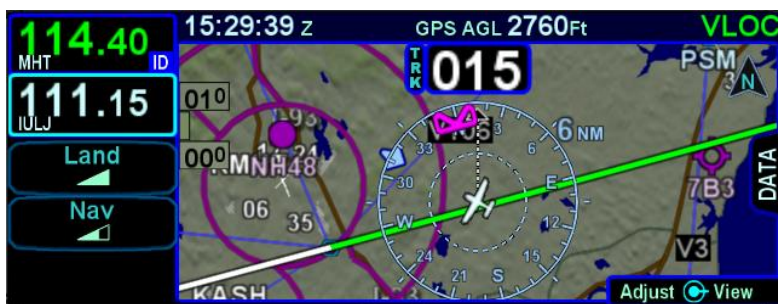 114.40
MHT
ID
111.15
IULJ
Land
Nav
15:29:39 Z
GPS AGL 2760Ft
VLOC
TRK
015
010
000
I-93
NH48
06
35
KASH
6 NM
33
3
30
6
W
E
24
12
21
15
S
V106
PSM
N
7B3
V3
DATA
Adjust
View